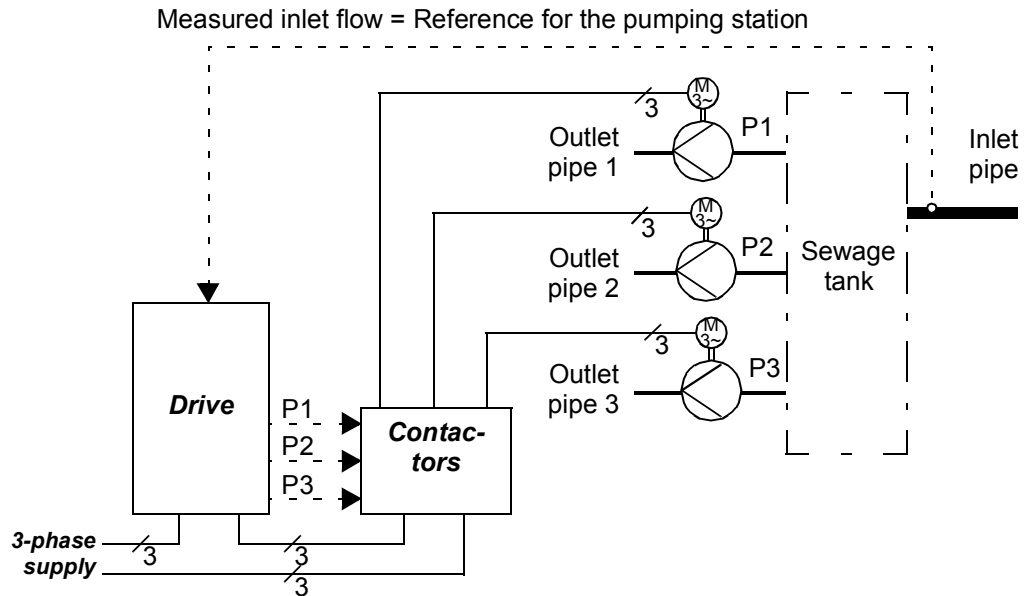 Measured inlet flow = Reference for the pumping station
M
3~
3
P1
Outlet
pipe 1
Inlet
pipe
M
3~
3
P2
Outlet
pipe 2
Sewage
tank
M
3~
3
P3
Outlet
pipe 3
Drive
P1
P2
P3
Contac-
tors
3-phase
supply
3
3
3